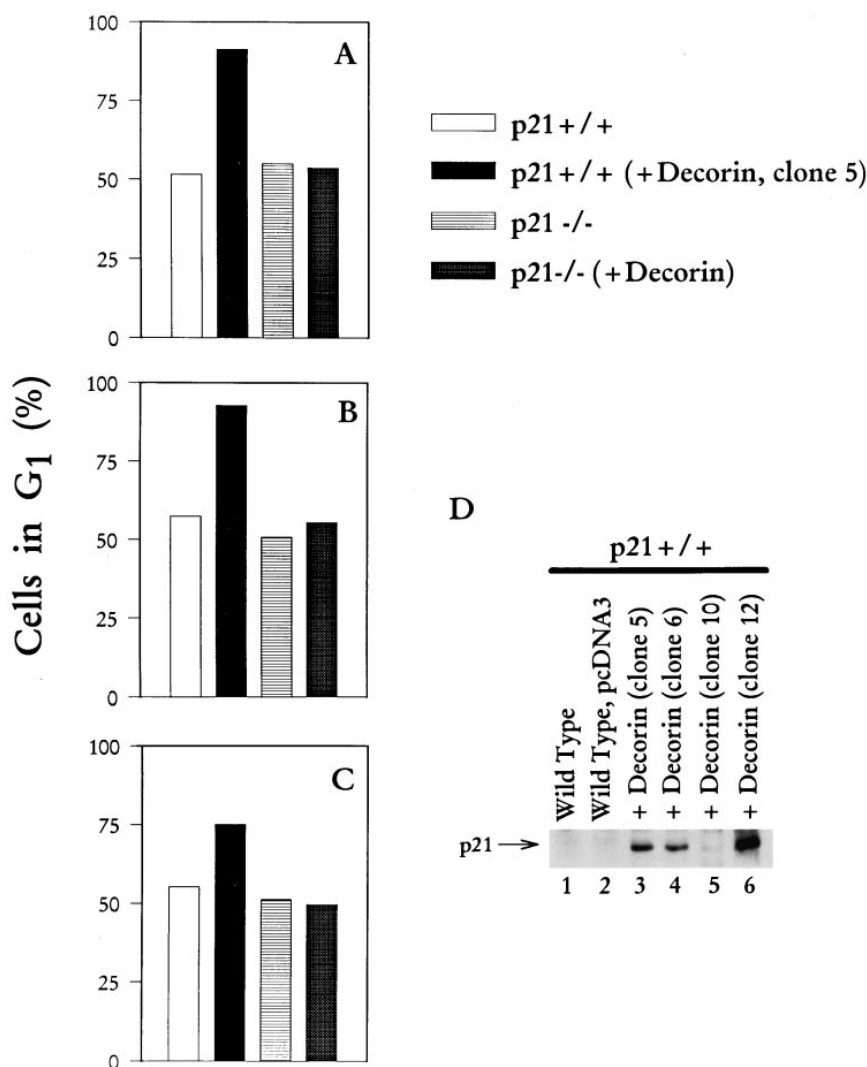 Cells in G1 (%)
100
75
50
25
0
A
100
75
50
25
0
B
75
50
25
0
C
p21 +/+
p21 +/+ (+Decorin, clone 5)
p21 -/-
p21-/- (+Decorin)
D
p21 +/+
Wild Type
Wild Type, pcDNA3
+ Decorin (clone 5)
+ Decorin (clone 6)
+ Decorin (clone 10)
+ Decorin (clone 12)
p21
1 2 3 4 5 6